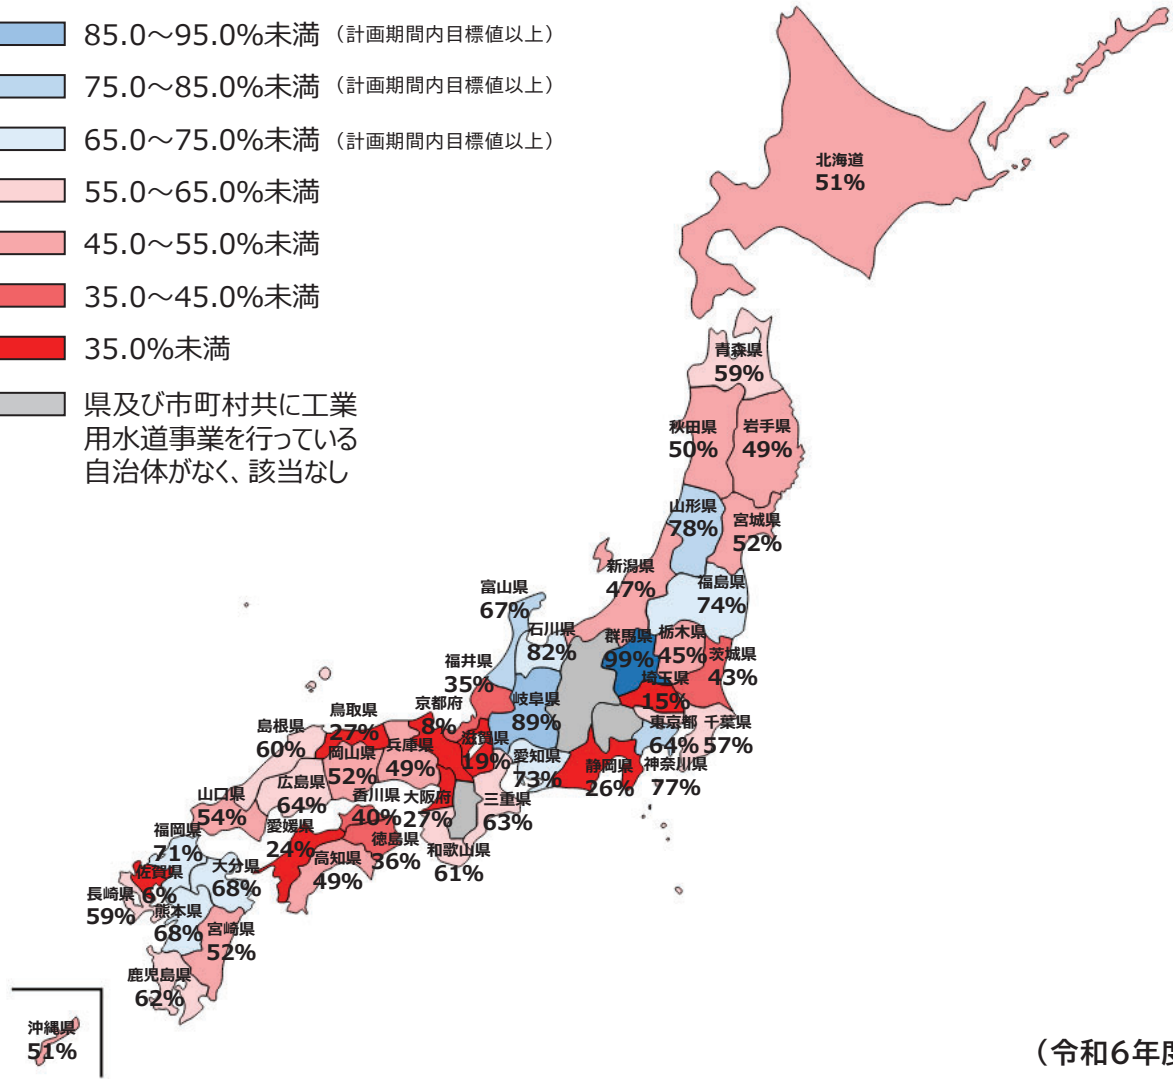 85.0～95.0%未満（計画期間内目標値以上）
75.0～85.0%未満（計画期間内目標値以上）
65.0～75.0%未満（計画期間内目標値以上）
55.0～65.0%未満
45.0～55.0%未満
35.0～45.0%未満
35.0%未満
県及び市町村共に工業
用水道事業を行っている
自治体がなく、該当なし
北海道
51%
青森県
59%
秋田県
50%
岩手県
49%
山形県
78%
宮城県
52%
新潟県
47%
福島県
74%
富山県
67%
石川県
82%
群馬県
99%
栃木県
45%
茨城県
43%
福井県
35%
岐阜県
89%
埼玉県
15%
東京都
64%
千葉県
57%
神奈川県
77%
鳥取県
27%
京都府
8%
滋賀県
19%
愛知県
73%
静岡県
26%
島根県
60%
岡山県
52%
兵庫県
49%
広島県
64%
山口県
54%
香川県
40%
大阪府
27%
三重県
63%
福岡県
71%
愛媛県
24%
徳島県
36%
和歌山県
61%
高知県
49%
佐賀県
6%
大分県
68%
長崎県
59%
熊本県
68%
宮崎県
52%
鹿児島県
62%
沖縄県
51%
（令和6年度